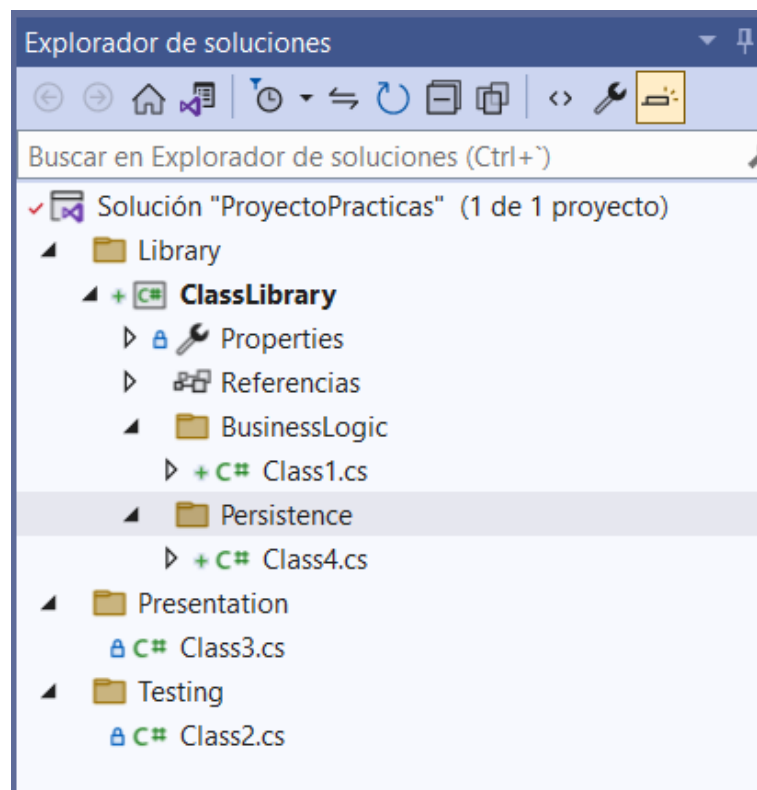 Explorador de soluciones
Buscar en Explorador de soluciones (Ctrl+`)
Solución "ProyectoPracticas" (1 de 1 proyecto)
Library
+ C# ClassLibrary
Properties
Referencias
BusinessLogic
+ C# Class1.cs
Persistence
+ C# Class4.cs
Presentation
C# Class3.cs
Testing
C# Class2.cs